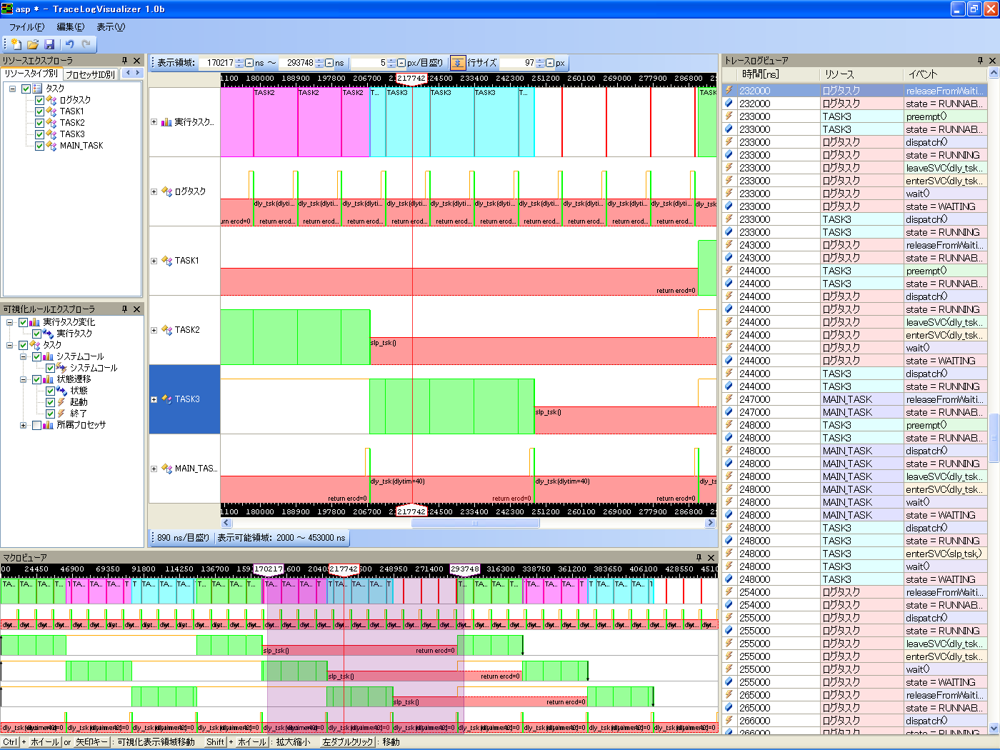 asp * - TraceLogVisualizer 1.0b
ファイル(F) 編集(E) 表示(V)
リソースエクスプローラ
リソースタイプ別 プロセッサID別
タスク
ログタスク
TASK1
TASK2
TASK3
MAIN_TASK
可視化ルールエクスプローラ
実行タスク変化
実行タスク
タスク
システムコール
システムコール
状態遷移
状態
起動
終了
所属プロセッサ
表示領域: 170217 ns ～ 293748 ns 5 px/目盛り 行サイズ 97 px
1100 180000 188900 197800 206700 217742 24500 233400 242300 251200 260100 269000 277900 286800
実行タスク...
TASK2 TASK2 TASK2 T... TASK3 TASK3 TASK3 T... TASK
ログタスク
dly_tsk(dlyti... dly_tsk(dlyti... dly_tsk(dlyti... dly_tsk(dlyti... dly_tsk(dlyti... dly_tsk(dlyti... dly_tsk(dlyti... dly_tsk(dlyti... dly_tsk(dlyti... dly_tsk(dlyti... dly_tsk
urn ercd=0 return ercd... return ercd... return ercd... return ercd... return ercd... return ercd... return ercd... return ercd... return ercd... return ercd...
TASK1
return ercd=0
TASK2
slp_tsk()
TASK3
slp_tsk()
MAIN_TAS...
dly_tsk(dlytim=40) dly_tsk(dlytim=40) dly_ts
return ercd=0 return ercd=0 return ercd=0
1100 180000 188900 197800 206700 217742 24500 233400 242300 251200 260100 269000 277900 286800
890 ns/目盛り 表示可能領域: 2000 ～ 453000 ns
トレースログビューア
時間[ns] リソース イベント
232000 ログタスク releaseFromWaiti...
232000 ログタスク state = RUNNAB...
233000 TASK3 preempt()
233000 TASK3 state = RUNNAB...
233000 ログタスク dispatch()
233000 ログタスク state = RUNNING
233000 ログタスク leaveSVC(dly_tsk...
233000 ログタスク enterSVC(dly_tsk...
233000 ログタスク wait()
233000 ログタスク state = WAITING
233000 TASK3 dispatch()
233000 TASK3 state = RUNNING
243000 ログタスク releaseFromWaiti...
243000 ログタスク state = RUNNAB...
244000 TASK3 preempt()
244000 TASK3 state = RUNNAB...
244000 ログタスク dispatch()
244000 ログタスク state = RUNNING
244000 ログタスク leaveSVC(dly_tsk...
244000 ログタスク enterSVC(dly_tsk...
244000 ログタスク wait()
244000 ログタスク state = WAITING
244000 TASK3 dispatch()
244000 TASK3 state = RUNNING
247000 MAIN_TASK releaseFromWaiti...
247000 MAIN_TASK state = RUNNAB...
248000 TASK3 preempt()
248000 TASK3 state = RUNNAB...
248000 MAIN_TASK dispatch()
248000 MAIN_TASK state = RUNNING
248000 MAIN_TASK leaveSVC(dly_tsk...
248000 MAIN_TASK enterSVC(dly_tsk...
248000 MAIN_TASK wait()
248000 MAIN_TASK state = WAITING
248000 TASK3 dispatch()
248000 TASK3 state = RUNNING
248000 TASK3 enterSVC(slp_tsk,)
248000 TASK3 wait()
248000 TASK3 state = WAITING
254000 ログタスク releaseFromWaiti...
254000 ログタスク state = RUNNAB...
255000 ログタスク dispatch()
255000 ログタスク state = RUNNING
255000 ログタスク leaveSVC(dly_tsk...
255000 ログタスク enterSVC(dly_tsk...
255000 ログタスク wait()
255000 ログタスク state = WAITING
265000 ログタスク releaseFromWaiti...
265000 ログタスク state = RUNNAB...
266000 ログタスク dispatch()
266000 ログタスク state = RUNNING
マクロビューア
00 24450 46900 69350 91800 114250 136700 159 170217 600 2040 217742 500 248950 271400 293748 316300 338750 361200 383650 406100 428550 4510
slp_tsk() return ercd=0
slp_tsk() return ercd=0
slp_tsk() return ercd=0
Ctrl + ホイール or 矢印キー : 可視化表示領域移動 Shift + ホイール : 拡大縮小 左ダブルクリック : 移動